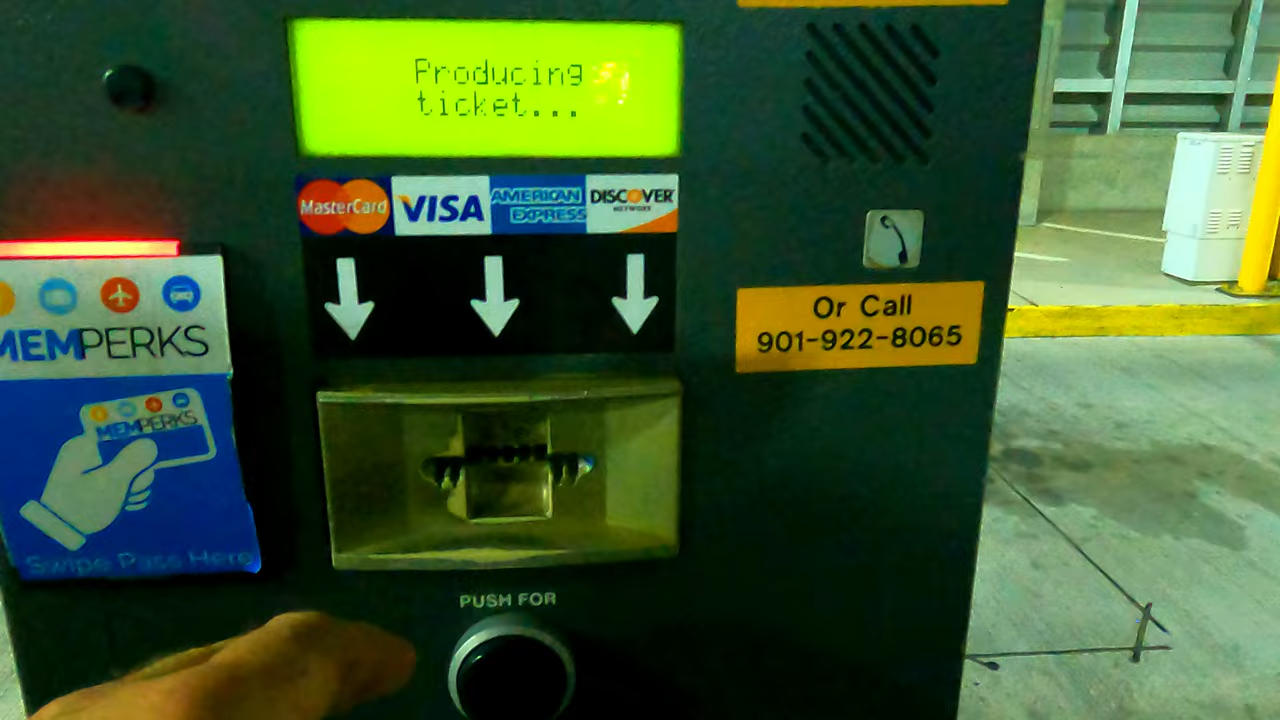 Producing
ticket...
MasterCard
VISA
AMERICAN
EXPRESS
DISCOVER
NETWORK
Or Call
901-922-8065
MEMPERKS
MEMPERKS
Swipe Pass Here
PUSH FOR